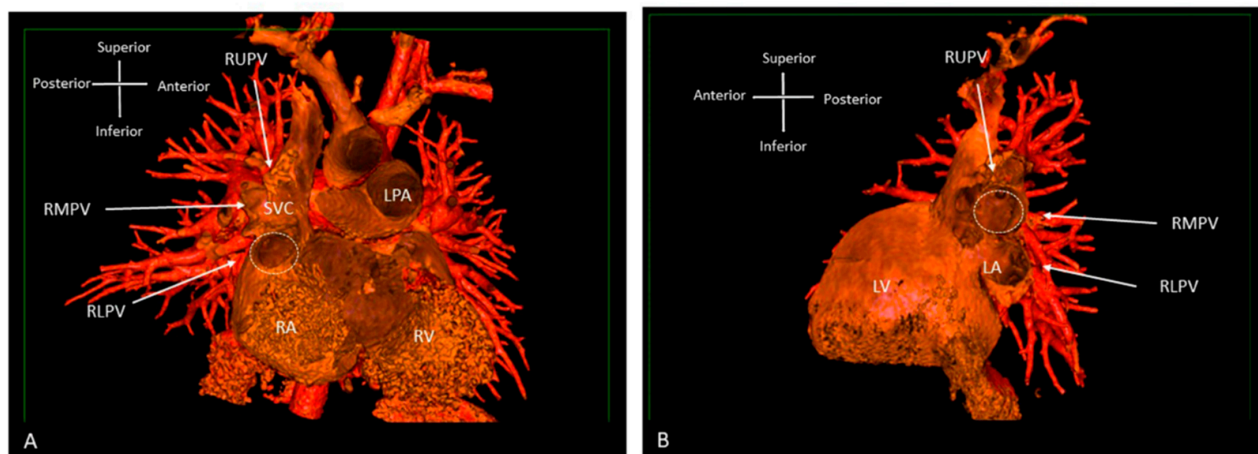 Superior
Posterior
Anterior
Inferior
RUPV
RMPV
SVC
LPA
RLPV
RA
RV
A
Superior
Anterior
Posterior
Inferior
RUPV
RMPV
LA
RLPV
LV
B